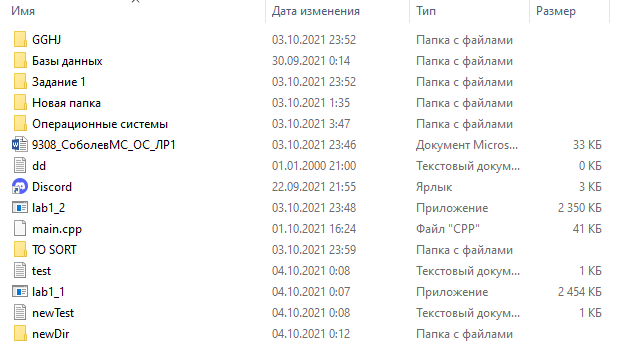 Имя Дата изменения Тип Размер
GGHJ 03.10.2021 23:52 Папка с файлами
Базы данных 30.09.2021 0:14 Папка с файлами
Задание 1 03.10.2021 23:52 Папка с файлами
Новая папка 03.10.2021 1:35 Папка с файлами
Операционные системы 03.10.2021 3:47 Папка с файлами
9308_СоболевМС_ОС_ЛР1 03.10.2021 23:46 Документ Micros... 33 КБ
dd 01.01.2000 21:00 Текстовый докум... 0 КБ
Discord 22.09.2021 21:55 Ярлык 3 КБ
lab1_2 03.10.2021 23:48 Приложение 2 350 КБ
main.cpp 01.10.2021 16:24 Файл "CPP" 41 КБ
TO SORT 03.10.2021 23:59 Папка с файлами
test 04.10.2021 0:08 Текстовый докум... 1 КБ
lab1_1 04.10.2021 0:07 Приложение 2 454 КБ
newTest 04.10.2021 0:08 Текстовый докум... 1 КБ
newDir 04.10.2021 0:12 Папка с файлами